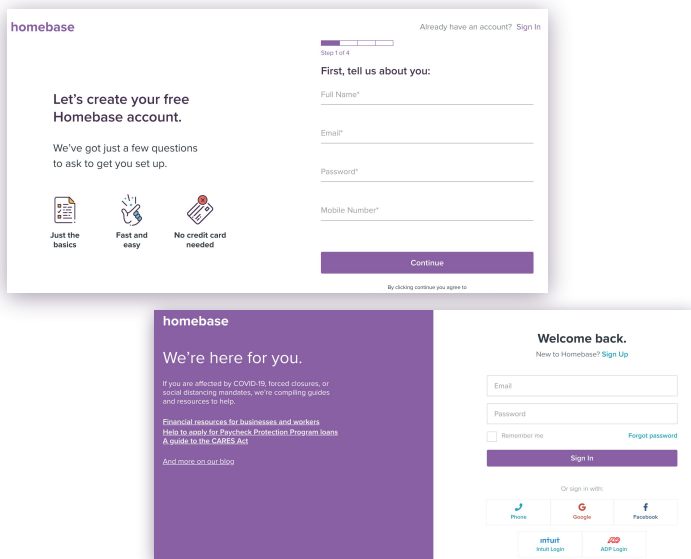 homebase
Already have an account? Sign In
Step 1 of 4
First, tell us about you:
Full Name*
Email*
Password*
Mobile Number*
Continue
By clicking continue you agree to
Let's create your free
Homebase account.
We've got just a few questions
to ask to get you set up.
Just the
basics
Fast and
easy
No credit card
needed
homebase
We're here for you.
If you are affected by COVID-19, forced closures, or
social distancing mandates, we're compiling guides
and resources to help.
Financial resources for businesses and workers
Help to apply for Paycheck Protection Program loans
A guide to the CARES Act
And more on our blog
Welcome back.
New to Homebase? Sign Up
Email
Password
Remember me
Forgot password
Sign In
Or sign in with:
Phone
Google
Facebook
intuit
Intuit Login
ADP
ADP Login